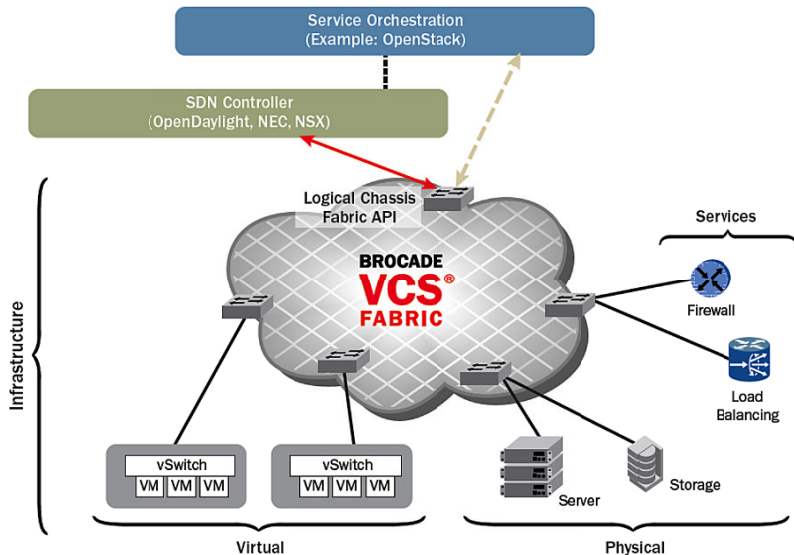 Service Orchestration
(Example: OpenStack)
SDN Controller
(OpenDaylight, NEC, NSX)
Logical Chassis
Fabric API
Services
BROCADE
VCS®
FABRIC
Firewall
Infrastructure
Load
Balancing
vSwitch
VM VM VM
vSwitch
VM VM VM
Server
Storage
Virtual
Physical